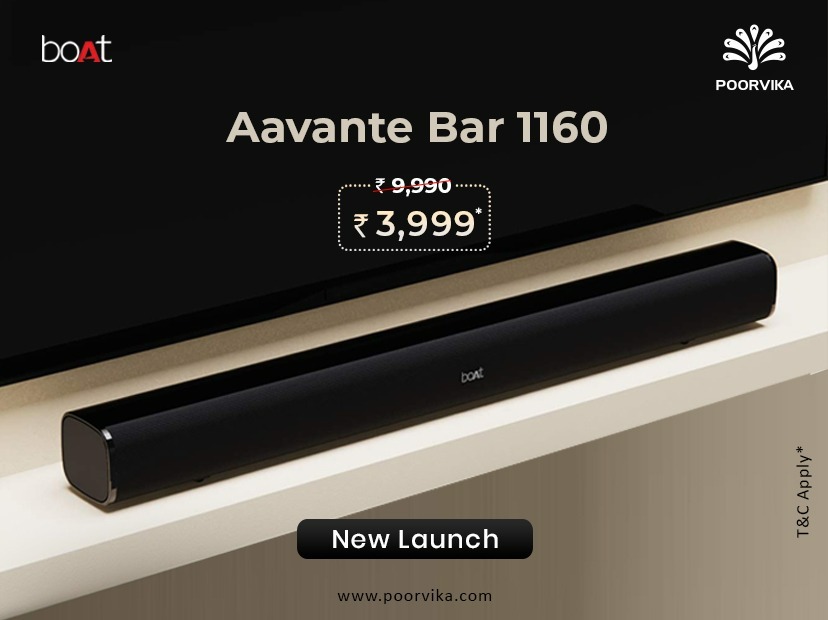 boAt
POORVIKA
Aavante Bar 1160
₹ 9,990
₹ 3,999*
boAt
New Launch
T&C Apply*
www.poorvika.com